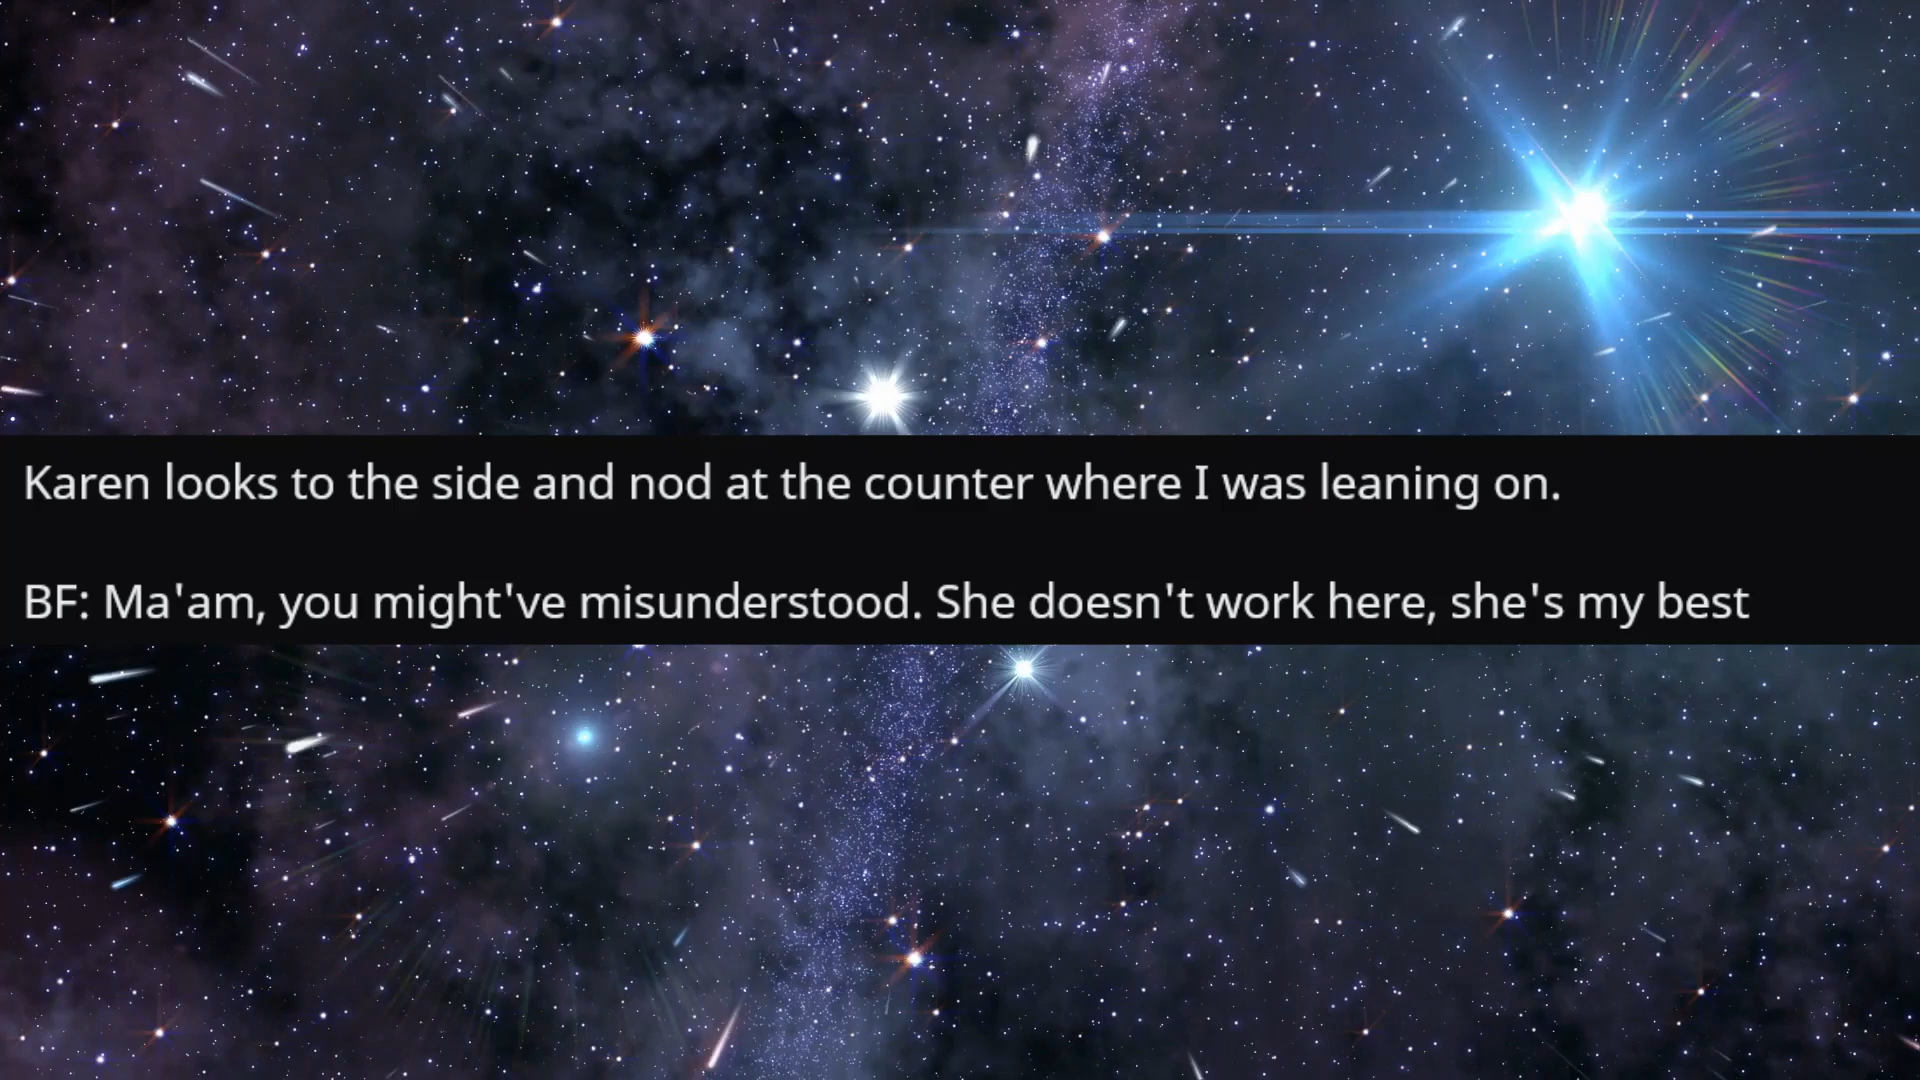 Karen looks to the side and nod at the counter where I was leaning on.
BF: Ma'am, you might've misunderstood. She doesn't work here, she's my best